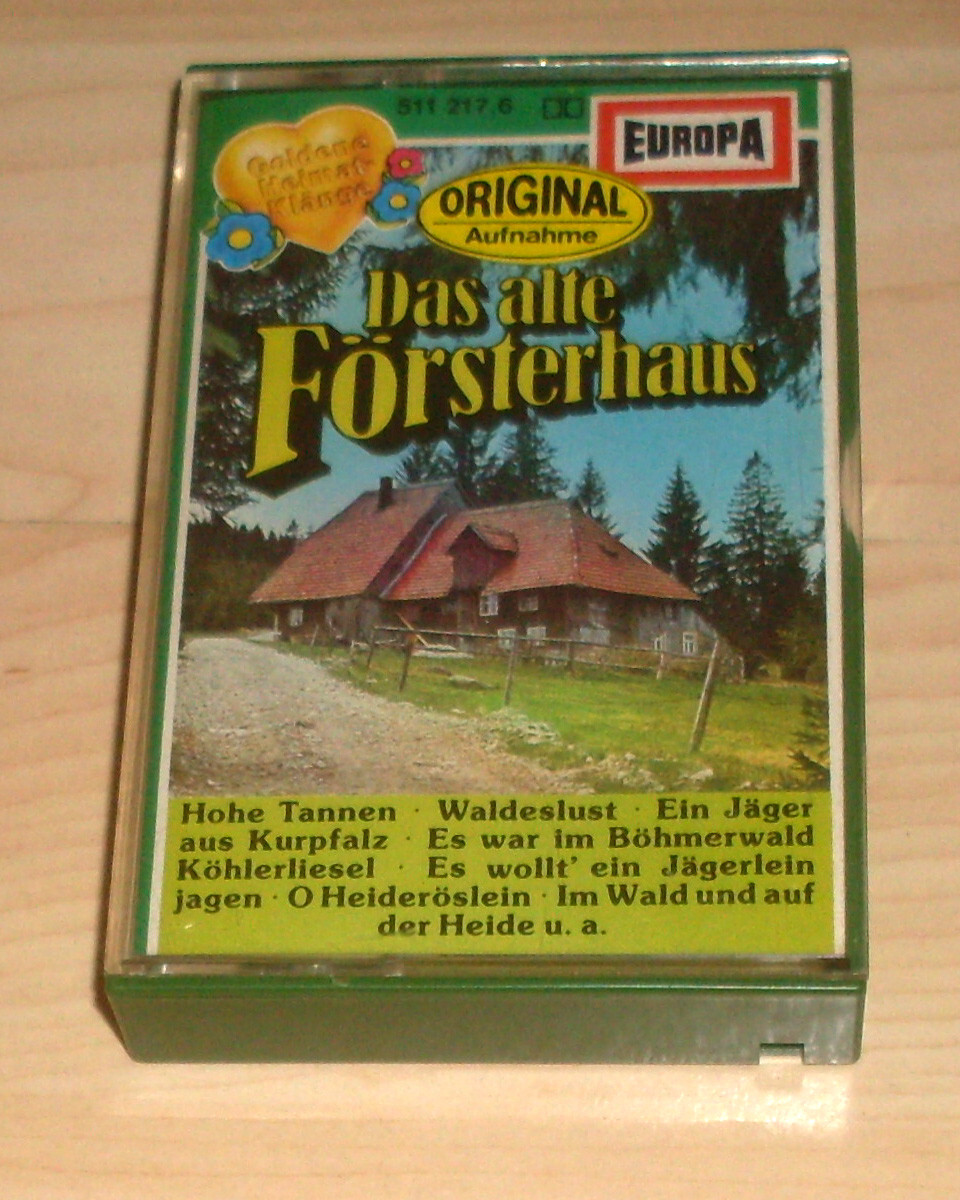 511 217.6
EUROPA
Goldene
Heimat-
Klänge
ORIGINAL
Aufnahme
Das alte
Försterhaus
Hohe Tannen · Waldeslust · Ein Jäger
aus Kurpfalz · Es war im Böhmerwald
Köhlerliesel · Es wollt' ein Jägerlein
jagen · O Heideröslein · Im Wald und auf
der Heide u. a.